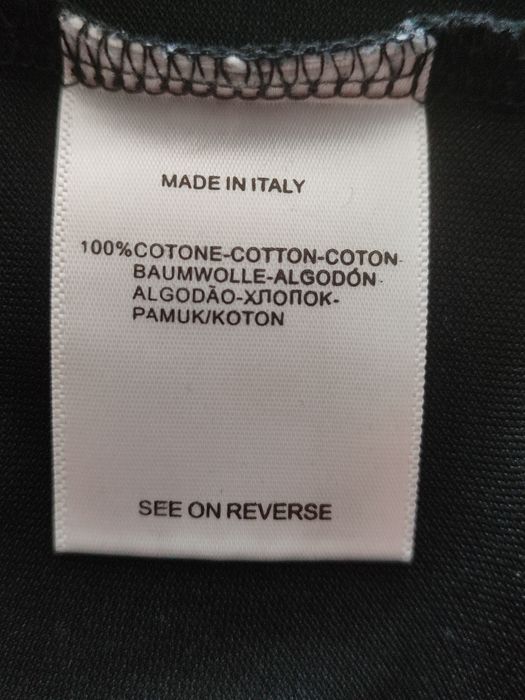 MADE IN ITALY
100%COTONE-COTTON-COTON-
BAUMWOLLE-ALGODÓN-
ALGODÃO-ХЛОПОК-
PAMUK/KOTON
SEE ON REVERSE